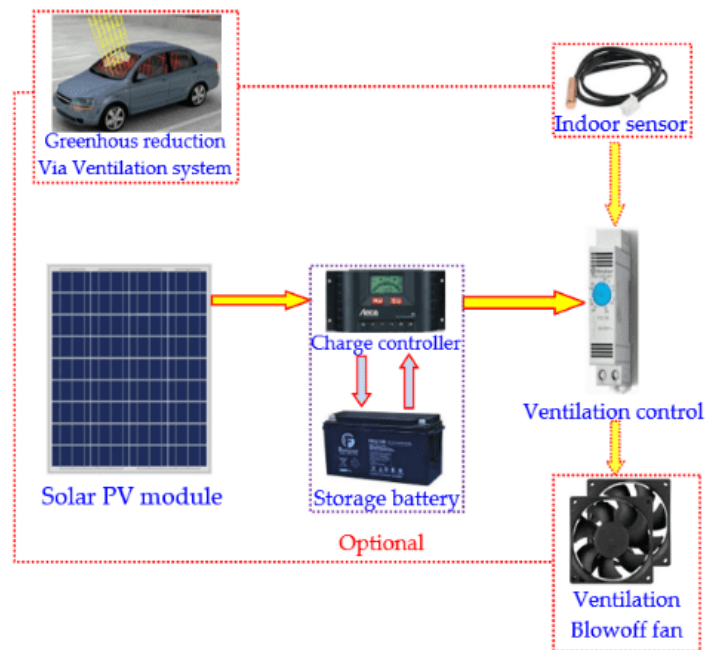 Greenhous reduction
Via Ventilation system
Indoor sensor
Steca
Charge controller
Ventilation control
Solar PV module
Storage battery
Optional
Ventilation
Blowoff fan